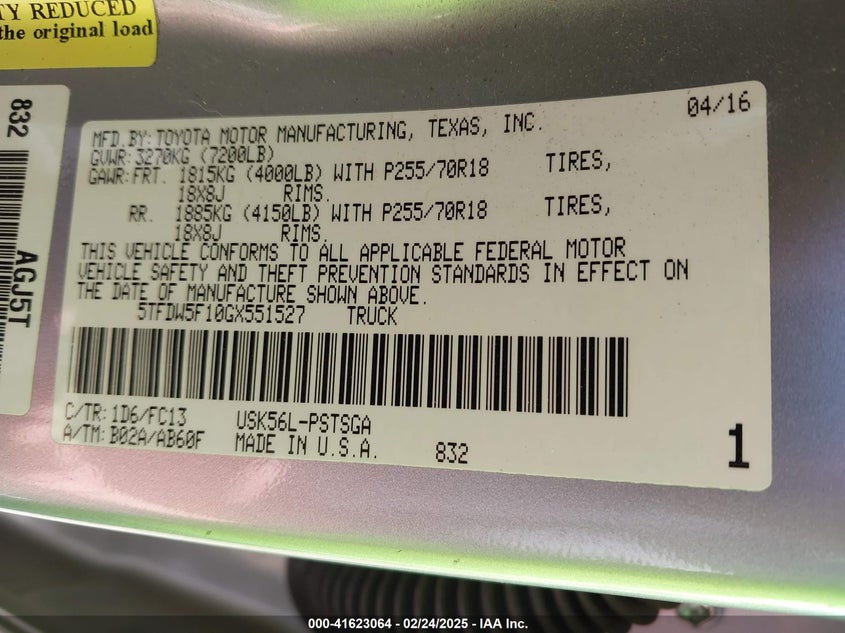 TY REDUCED
the original load
832
AGJ5T
04/16
MFD.BY:TOYOTA MOTOR MANUFACTURING, TEXAS, INC.
GVWR:3270KG (7200LB)
GAWR:FRT. 1815KG (4000LB) WITH P255/70R18 TIRES,
18X8J RIMS.
RR. 1885KG (4150LB) WITH P255/70R18 TIRES,
18X8J RIMS.
THIS VEHICLE CONFORMS TO ALL APPLICABLE FEDERAL MOTOR
VEHICLE SAFETY AND THEFT PREVENTION STANDARDS IN EFFECT ON
THE DATE OF MANUFACTURE SHOWN ABOVE.
5TFDW5F10GX551527 TRUCK
C/TR:1D6/FC13 USK56L-PSTSGA
A/TM:B02A/AB60F MADE IN U.S.A. 832
1
000-41623064 - 02/24/2025 - IAA Inc.